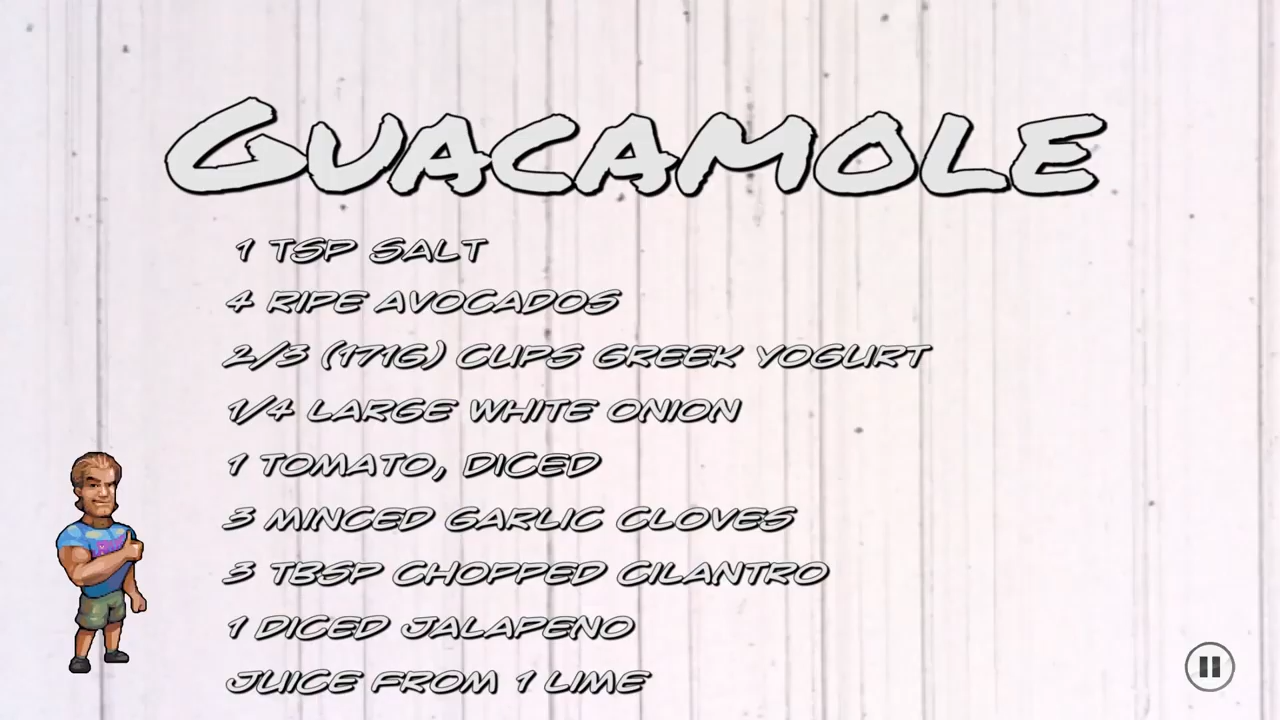 GUACAMOLE
1 TSP SALT
4 RIPE AVOCADOS
2/3 (171G) CUPS GREEK YOGURT
1/4 LARGE WHITE ONION
1 TOMATO, DICED
3 MINCED GARLIC CLOVES
3 TBSP CHOPPED CILANTRO
1 DICED JALAPENO
JUICE FROM 1 LIME